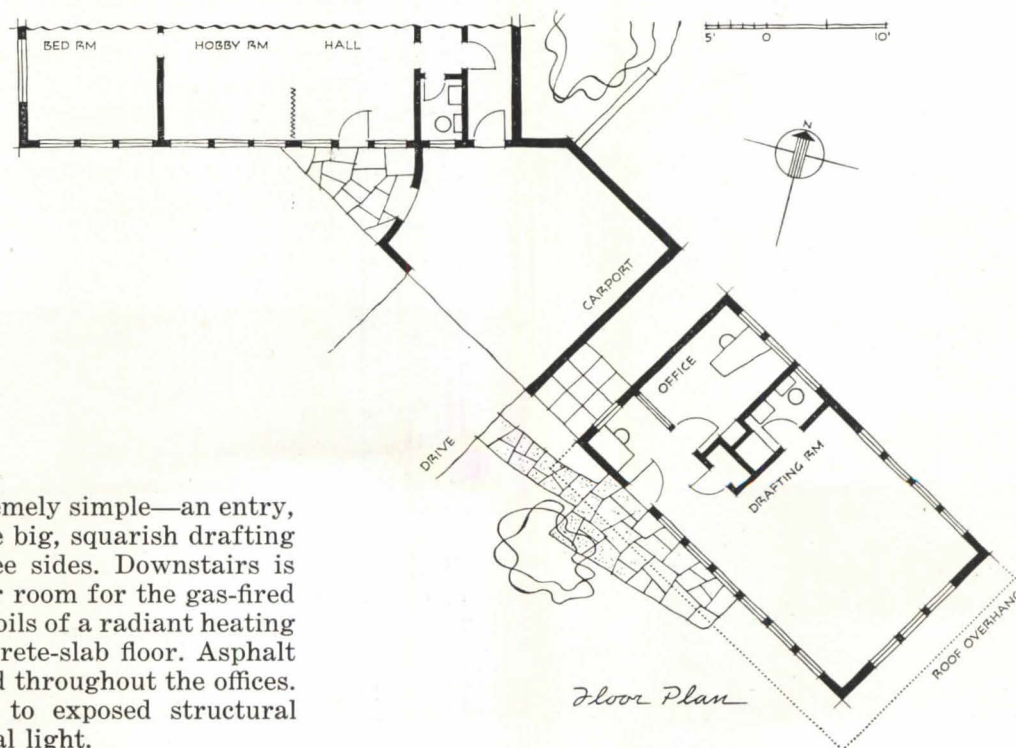 BED RM
HOBBY RM
HALL
5' 0 10'
N
CARPORT
OFFICE
DRIVE
DRAFTING RM
ROOF OVERHANG
Floor Plan
emely simple—an entry,
e big, squarish drafting
ee sides. Downstairs is
r room for the gas-fired
oils of a radiant heating
crete-slab floor. Asphalt
d throughout the offices.
to exposed structural
al light.